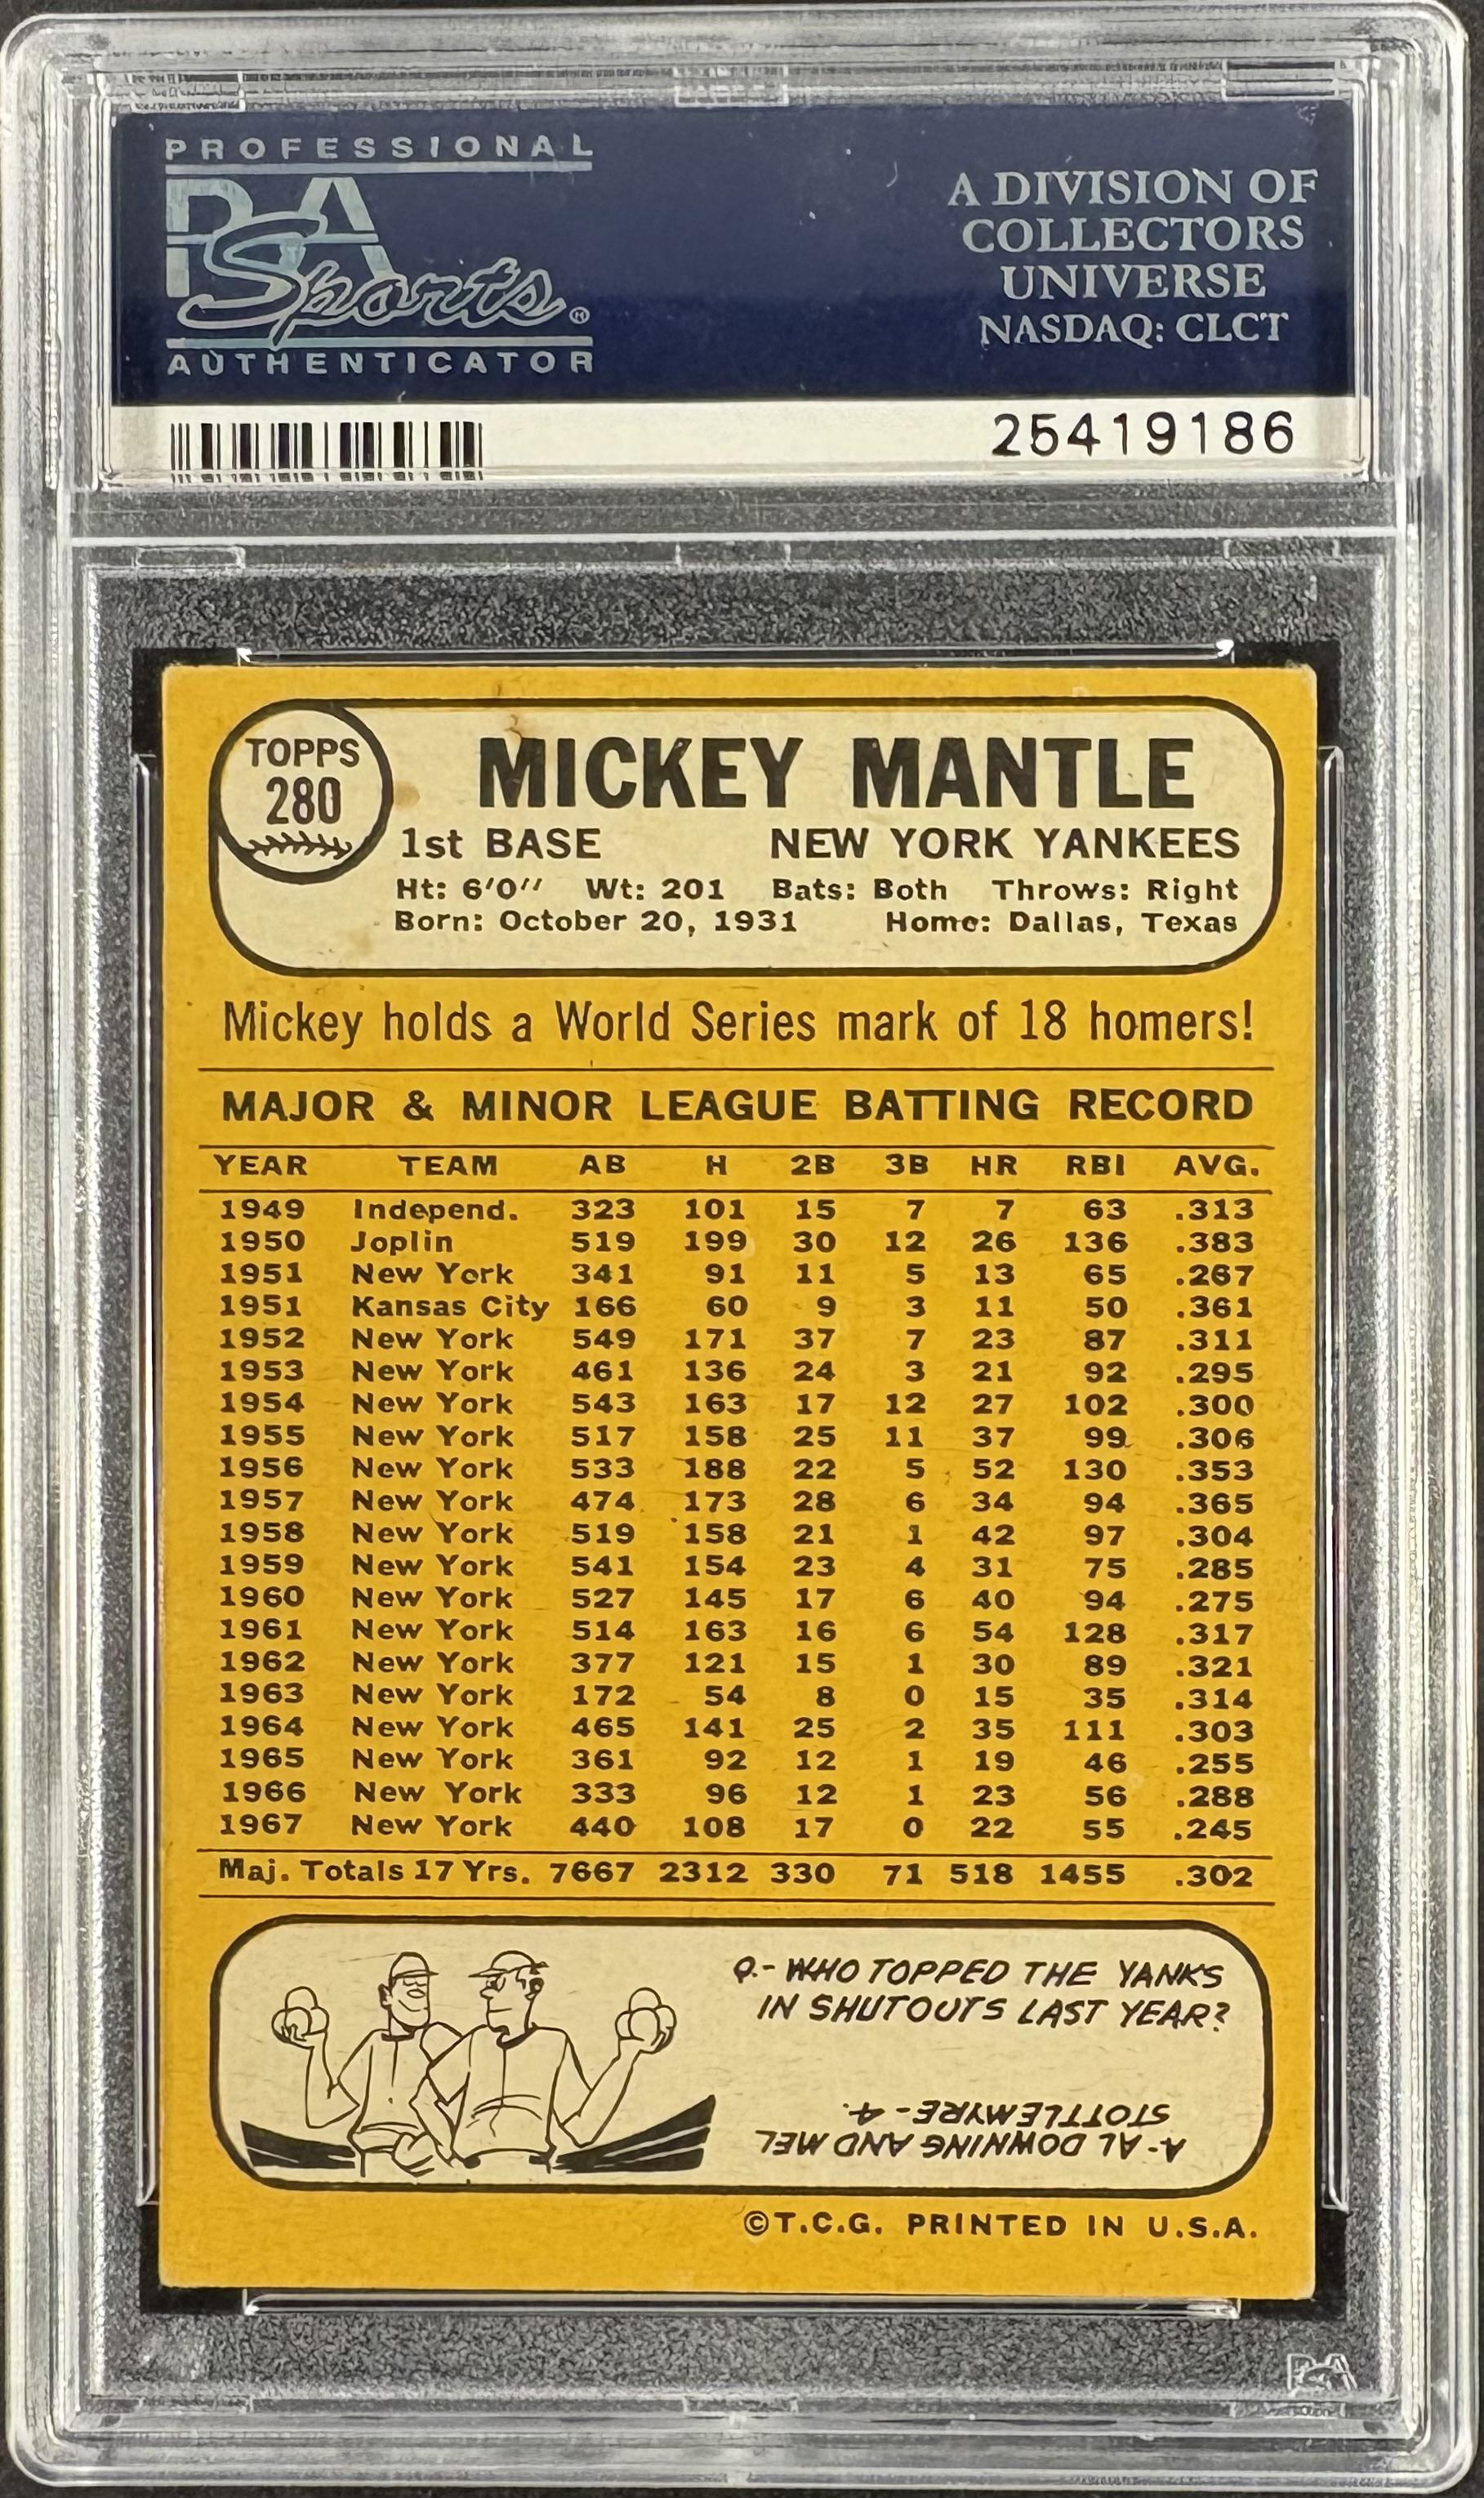 PROFESSIONAL
PSA
Sports®
AUTHENTICATOR
A DIVISION OF
COLLECTORS
UNIVERSE
NASDAQ: CLCT
25419186
TOPPS
280
MICKEY MANTLE
1st BASE NEW YORK YANKEES
Ht: 6'0" Wt: 201 Bats: Both Throws: Right
Born: October 20, 1931 Home: Dallas, Texas
Mickey holds a World Series mark of 18 homers!
MAJOR & MINOR LEAGUE BATTING RECORD
YEAR TEAM AB H 2B 3B HR RBI AVG.
1949 Independ. 323 101 15 7 7 63 .313
1950 Joplin 519 199 30 12 26 136 .383
1951 New York 341 91 11 5 13 65 .267
1951 Kansas City 166 60 9 3 11 50 .361
1952 New York 549 171 37 7 23 87 .311
1953 New York 461 136 24 3 21 92 .295
1954 New York 543 163 17 12 27 102 .300
1955 New York 517 158 25 11 37 99 .306
1956 New York 533 188 22 5 52 130 .353
1957 New York 474 173 28 6 34 94 .365
1958 New York 519 158 21 1 42 97 .304
1959 New York 541 154 23 4 31 75 .285
1960 New York 527 145 17 6 40 94 .275
1961 New York 514 163 16 6 54 128 .317
1962 New York 377 121 15 1 30 89 .321
1963 New York 172 54 8 0 15 35 .314
1964 New York 465 141 25 2 35 111 .303
1965 New York 361 92 12 1 19 46 .255
1966 New York 333 96 12 1 23 56 .288
1967 New York 440 108 17 0 22 55 .245
Maj. Totals 17 Yrs. 7667 2312 330 71 518 1455 .302
Q.- WHO TOPPED THE YANKS
IN SHUTOUTS LAST YEAR?
A- AL DOWNING AND MEL
STOTTLEMYRE - 4.
©T.C.G. PRINTED IN U.S.A.
PSA